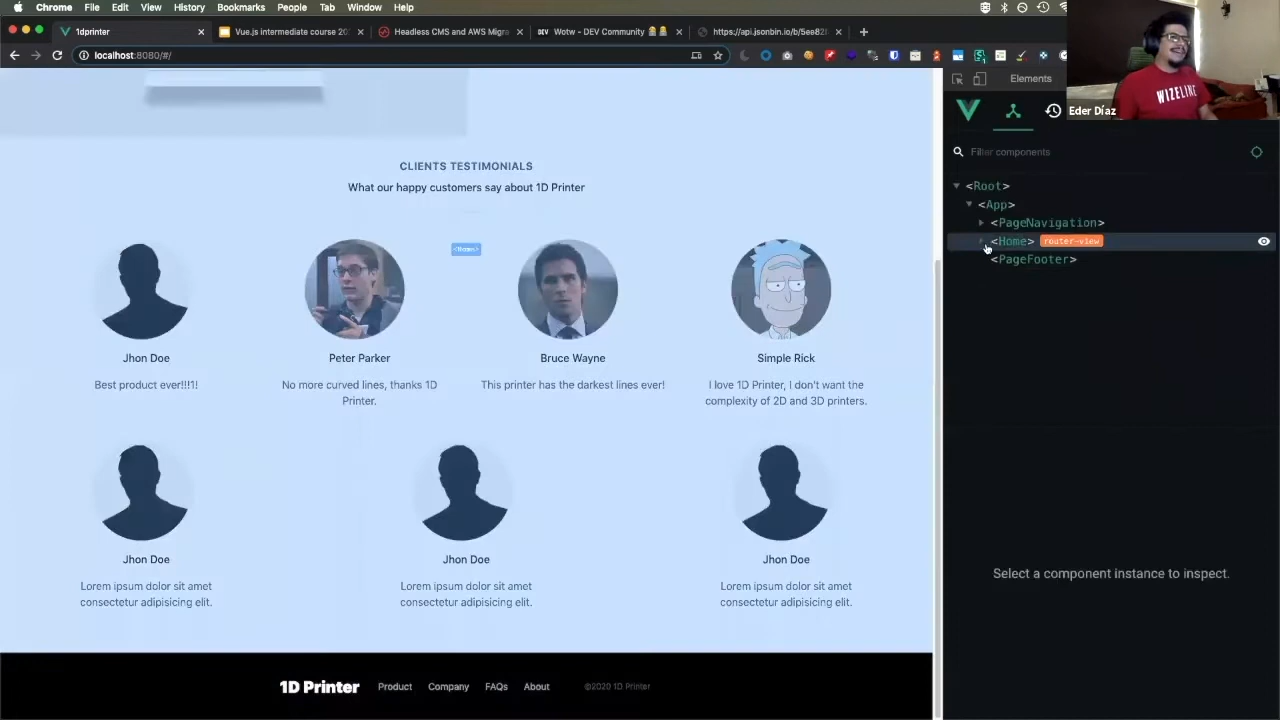 Chrome File Edit View History Bookmarks People Tab Window Help
1dprinter
Vue.js intermediate course 20
Headless CMS and AWS Migra
DEV Wotw - DEV Community
https://api.jsonbin.io/b/5ee82
localhost:8080/#/
Elements
WIZELINE
Eder Díaz
Filter components
<Root>
<App>
<PageNavigation>
<Home> router-view
<PageFooter>
Select a component instance to inspect.
CLIENTS TESTIMONIALS
What our happy customers say about 1D Printer
<Home>
Jhon Doe
Best product ever!!!1!
Peter Parker
No more curved lines, thanks 1D
Printer.
Bruce Wayne
This printer has the darkest lines ever!
Simple Rick
I love 1D Printer, I don't want the
complexity of 2D and 3D printers.
Jhon Doe
Lorem ipsum dolor sit amet
consectetur adipisicing elit.
Jhon Doe
Lorem ipsum dolor sit amet
consectetur adipisicing elit.
Jhon Doe
Lorem ipsum dolor sit amet
consectetur adipisicing elit.
1D Printer Product Company FAQs About ©2020 1D Printer